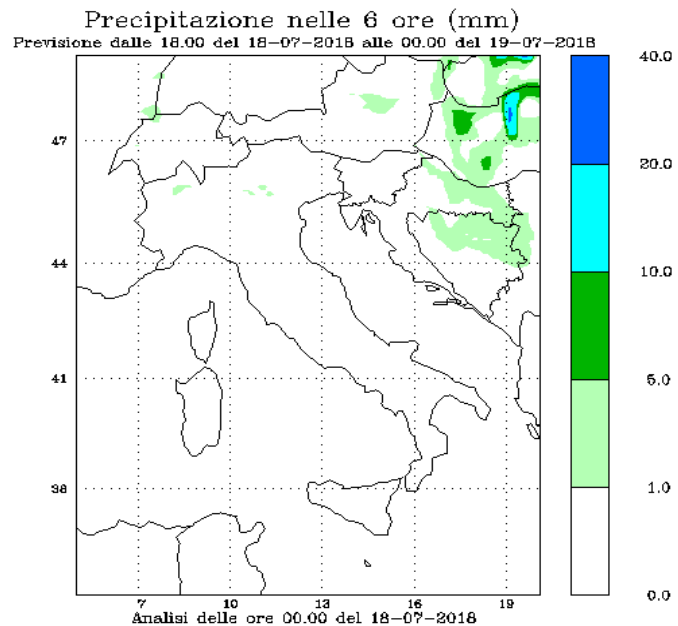 Precipitazione nelle 6 ore (mm)
Previsione dalle 18.00 del 18-07-2018 alle 00.00 del 19-07-2018
40.0
47
20.0
44
10.0
41
5.0
38
1.0
0.0
7 10 13 16 19
Analisi delle ore 00.00 del 18-07-2018